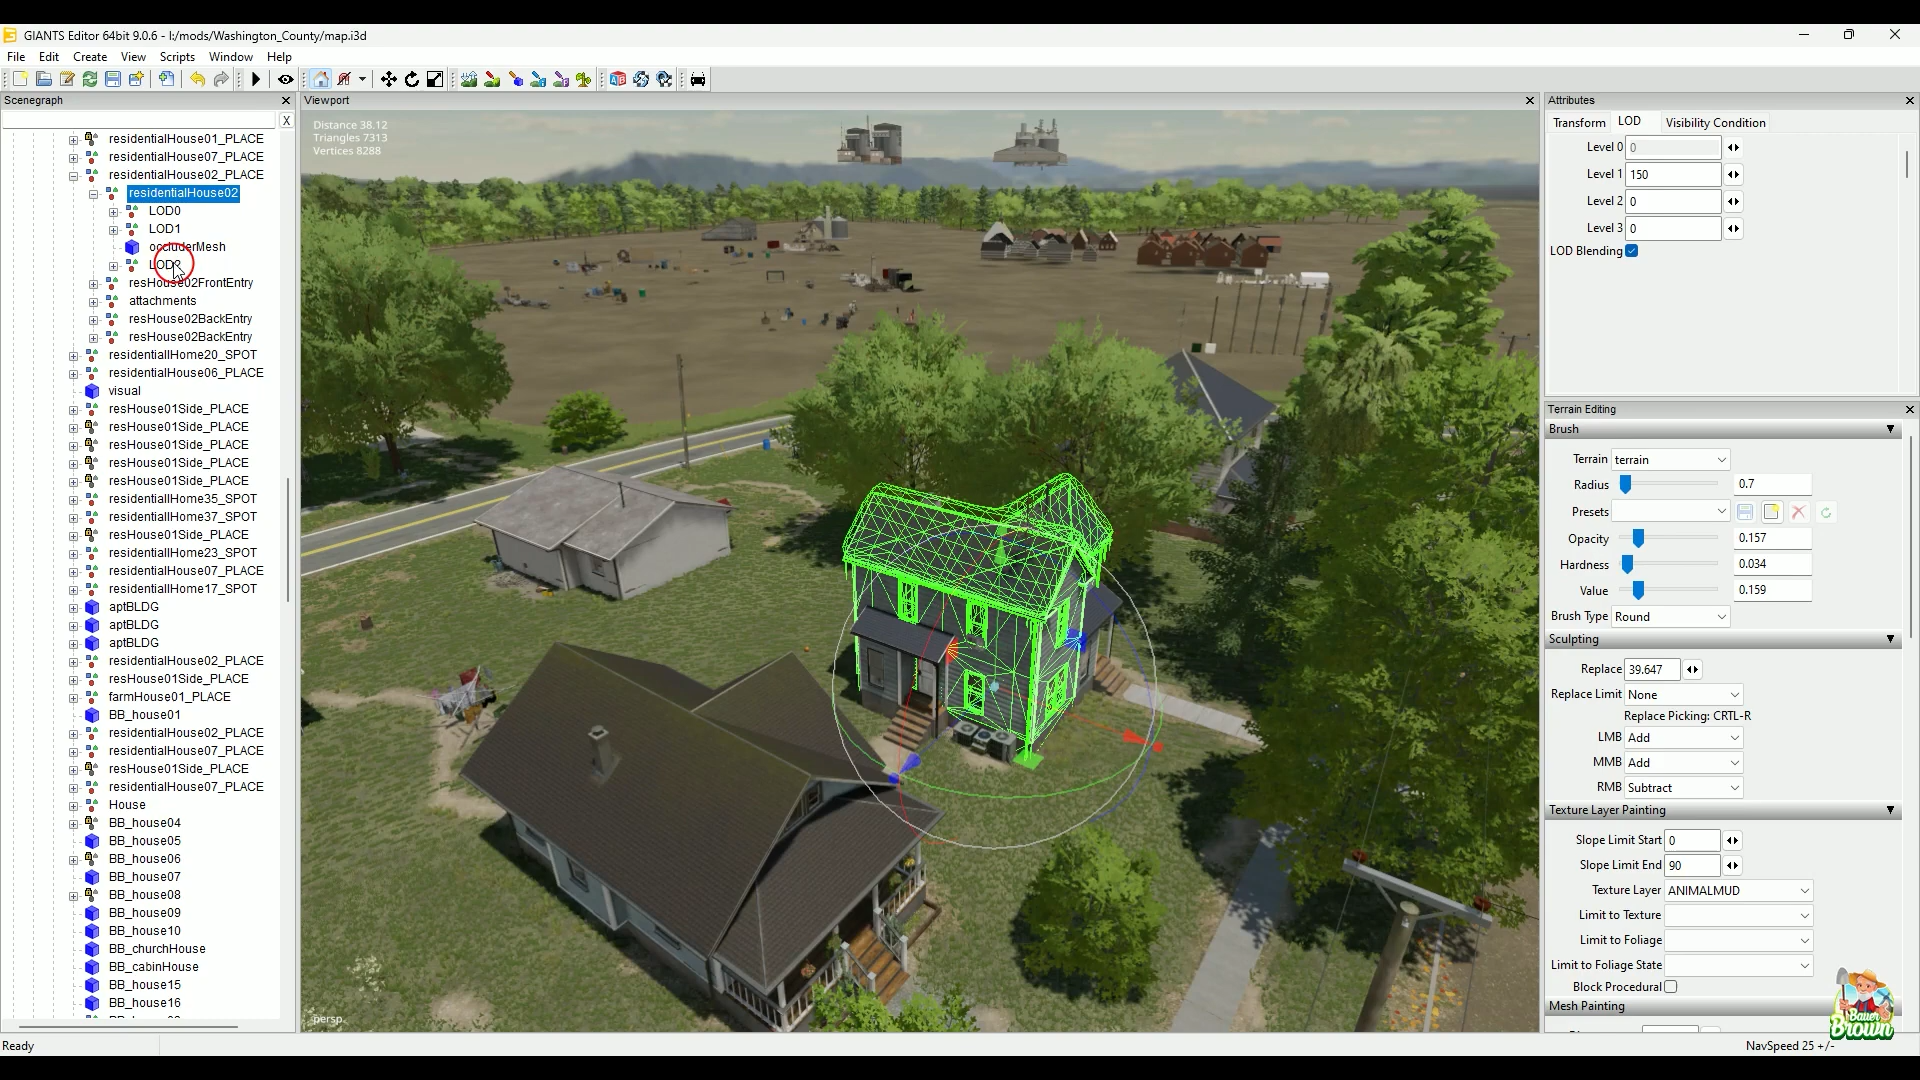 GIANTS Editor 64bit 9.0.6 - I:/mods/Washington_County/map.i3d
File Edit Create View Scripts Window Help
Scenegraph
X
residentialHouse01_PLACE
residentialHouse07_PLACE
residentialHouse02_PLACE
residentialHouse02
LOD0
LOD1
occluderMesh
resHouse02FrontEntry
attachments
resHouse02BackEntry
resHouse02BackEntry
residentiallHome20_SPOT
residentialHouse06_PLACE
visual
resHouse01Side_PLACE
resHouse01Side_PLACE
resHouse01Side_PLACE
resHouse01Side_PLACE
resHouse01Side_PLACE
residentiallHome35_SPOT
residentiallHome37_SPOT
resHouse01Side_PLACE
residentiallHome23_SPOT
residentialHouse07_PLACE
residentiallHome17_SPOT
aptBLDG
aptBLDG
aptBLDG
residentialHouse02_PLACE
resHouse01Side_PLACE
farmHouse01_PLACE
BB_house01
residentialHouse02_PLACE
residentialHouse07_PLACE
resHouse01Side_PLACE
residentialHouse07_PLACE
House
BB_house04
BB_house05
BB_house06
BB_house07
BB_house08
BB_house09
BB_house10
BB_churchHouse
BB_cabinHouse
BB_house15
BB_house16
Viewport
Distance 38.12
Triangles 7313
Vertices 8288
persp
Attributes
Transform LOD Visibility Condition
Level 0 0
Level 1 150
Level 2 0
Level 3 0
LOD Blending
Terrain Editing
Brush
Terrain terrain
Radius 0.7
Presets
Opacity 0.157
Hardness 0.034
Value 0.159
Brush Type Round
Sculpting
Replace 39.647
Replace Limit None
Replace Picking: CRTL-R
LMB Add
MMB Add
RMB Subtract
Texture Layer Painting
Slope Limit Start 0
Slope Limit End 90
Texture Layer ANIMALMUD
Limit to Texture
Limit to Foliage
Limit to Foliage State
Block Procedural
Mesh Painting
Bauer
Brown
Ready
NavSpeed 25 +/-